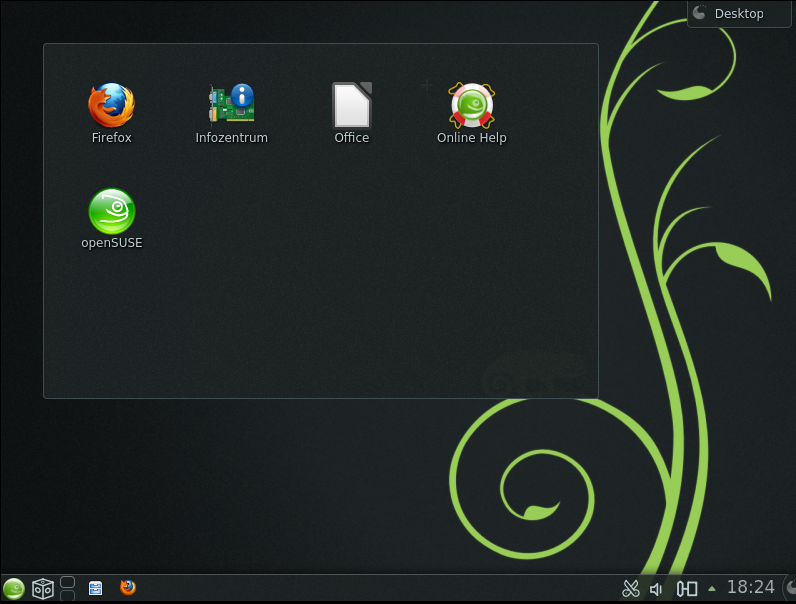 Desktop
Firefox
Infozentrum
Office
Online Help
openSUSE
18:24